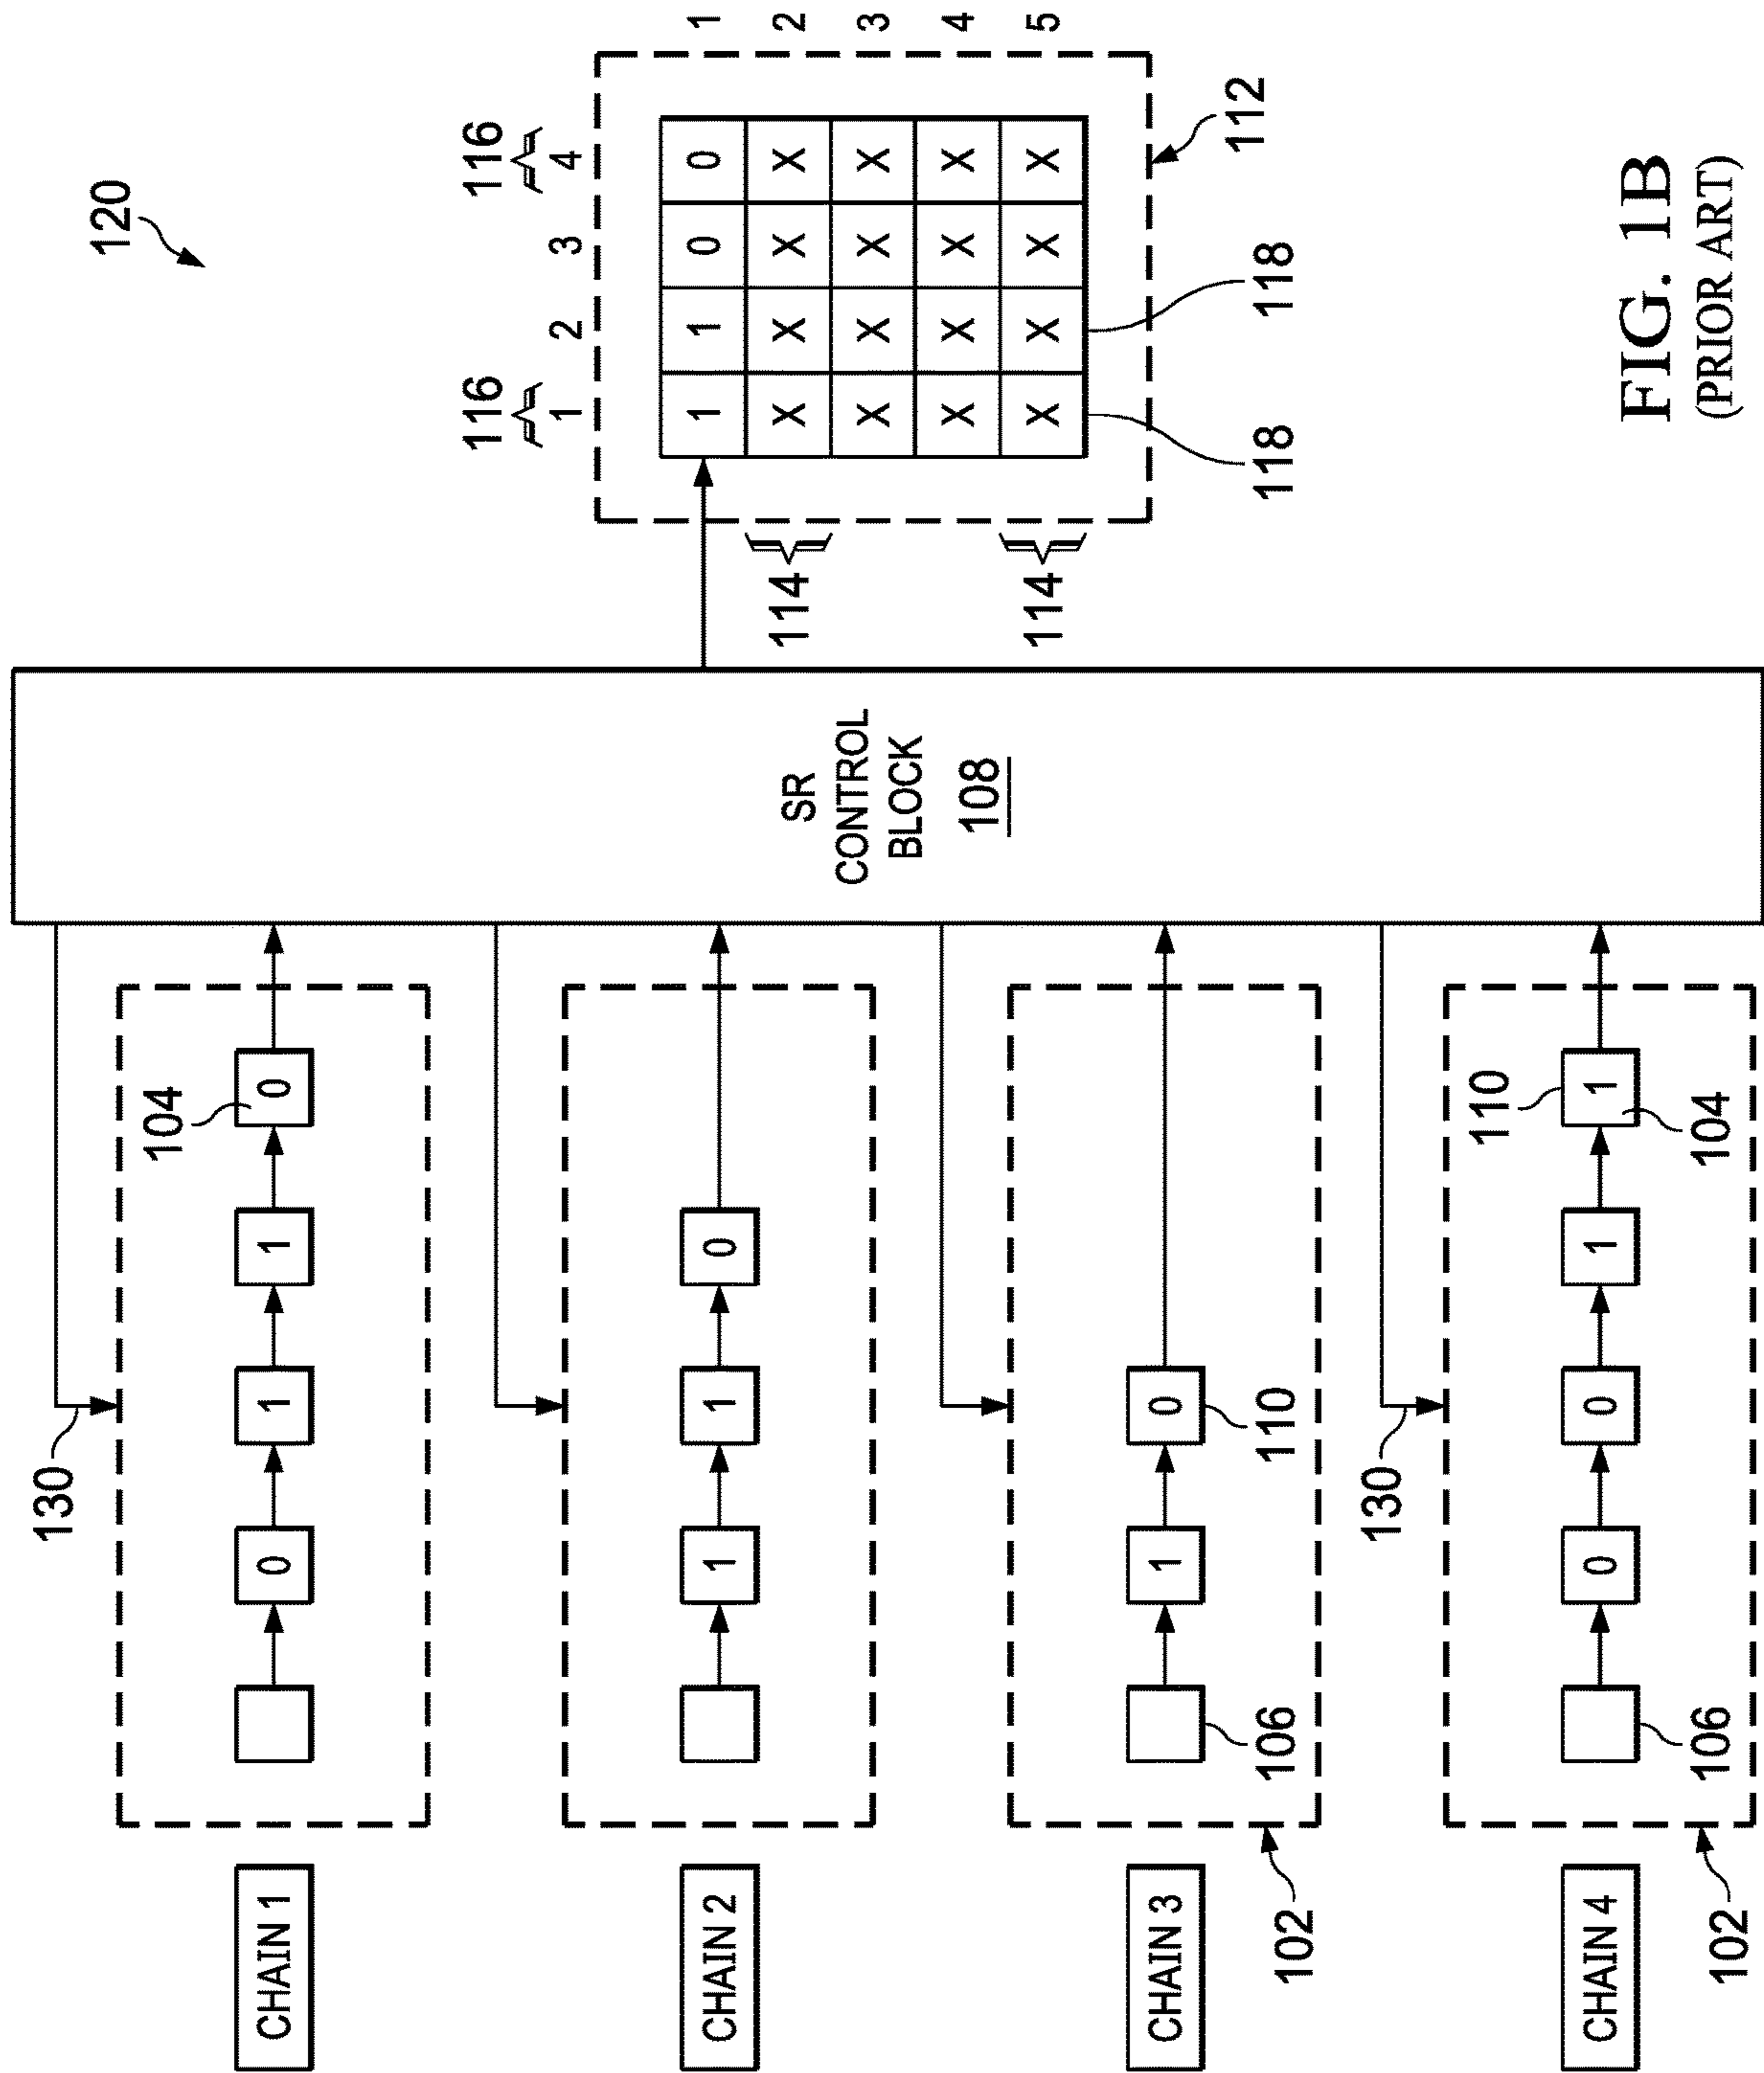 120
130
104
CHAIN 1
0 1 1 0
116 116
1 2 3 4
CHAIN 2
1 1 0
SR
CONTROL
BLOCK
108
1 1 0 0 1
114 X X X X 2
X X X X 3
X X X X 4
114 X X X X 5
118 118 112
CHAIN 3
1 0
106 110
102
130
110
CHAIN 4
0 0 1 1
106 104
102
FIG. 1B
(PRIOR ART)